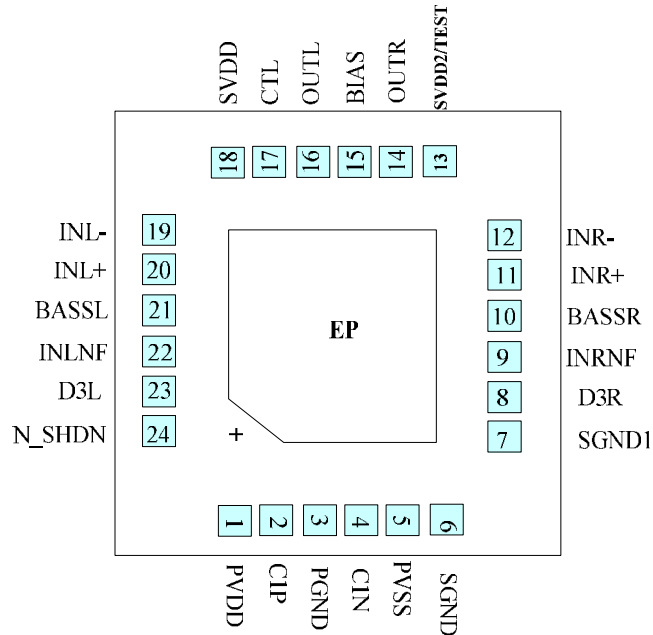 SVDD
CTL
OUTL
BIAS
OUTR
SVDD2/TEST
18
17
16
15
14
13
INL- 19
INL+ 20
BASSL 21
INLNF 22
D3L 23
N_SHDN 24
EP
+
12 INR-
11 INR+
10 BASSR
9 INRNF
8 D3R
7 SGND1
1
2
3
4
5
6
PVDD
C1P
PGND
C1N
PVSS
SGND